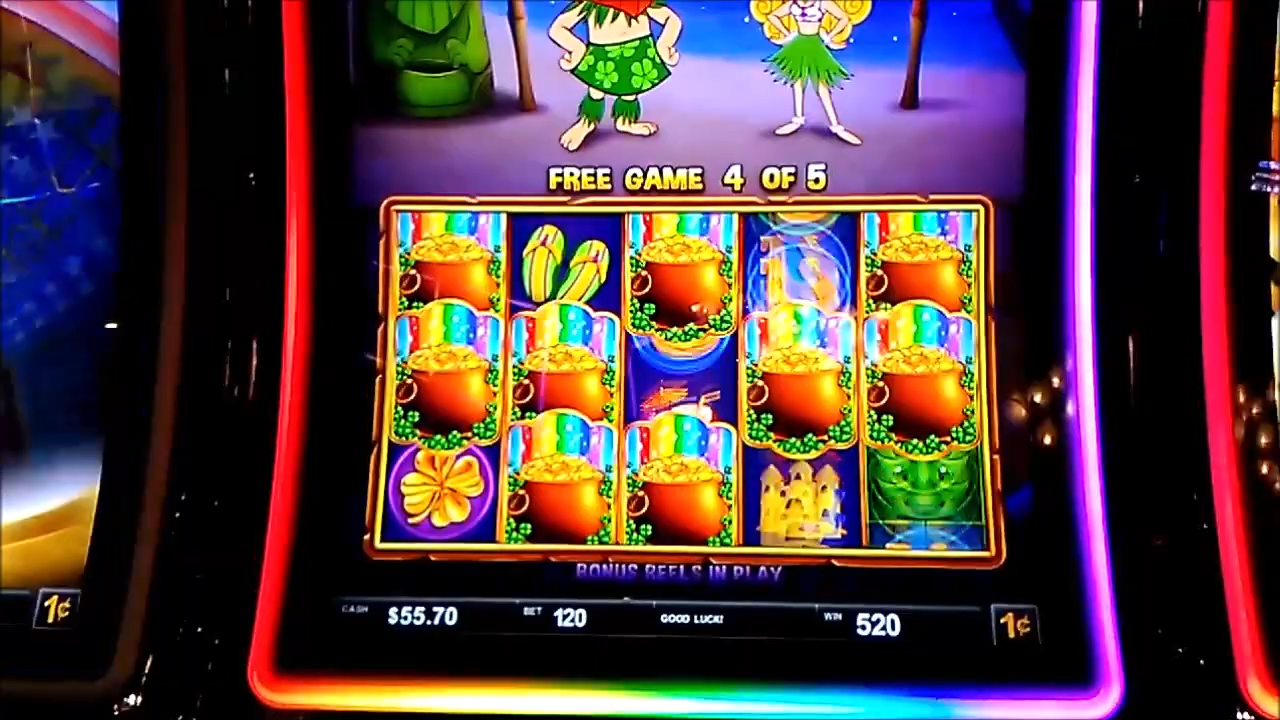 FREE GAME 4 OF 5
BONUS REELS IN PLAY
CASH $55.70 BET 120 GOOD LUCK! WIN 520 1¢
1¢